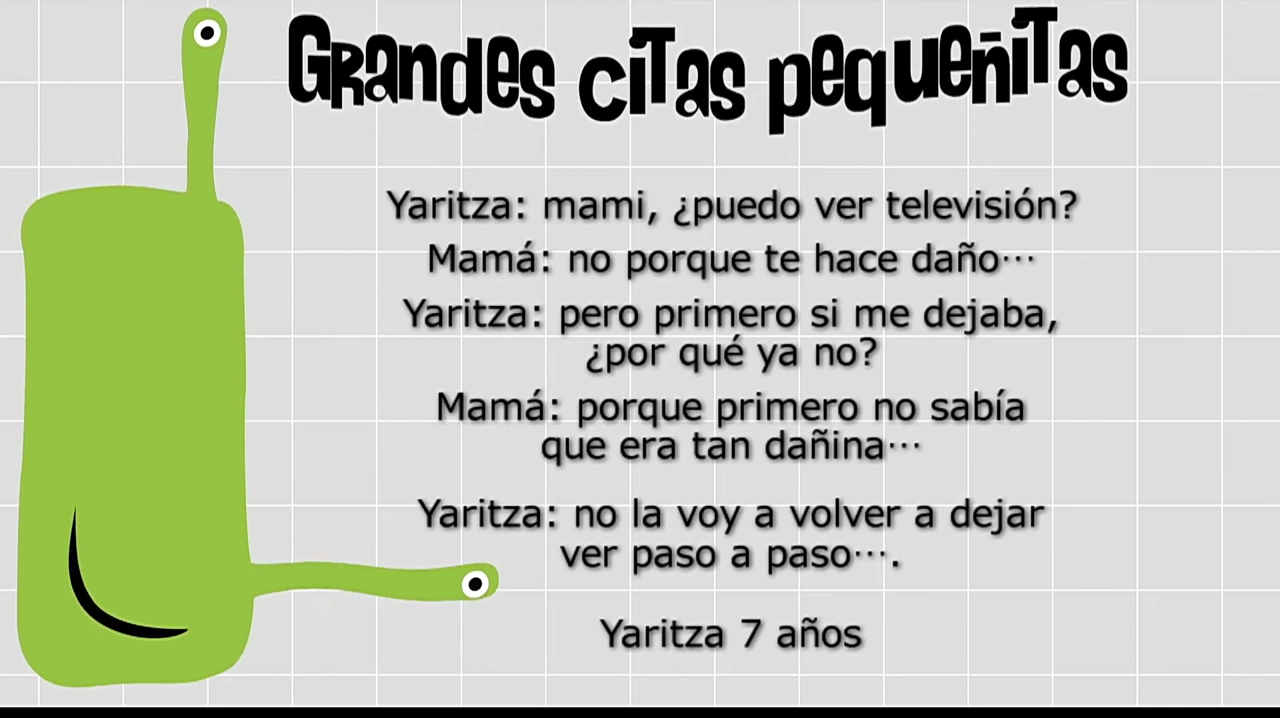 Grandes citas pequeñitas
Yaritza: mami, ¿puedo ver televisión?
Mamá: no porque te hace daño…
Yaritza: pero primero si me dejaba,
¿por qué ya no?
Mamá: porque primero no sabía
que era tan dañina…
Yaritza: no la voy a volver a dejar
ver paso a paso….
Yaritza 7 años